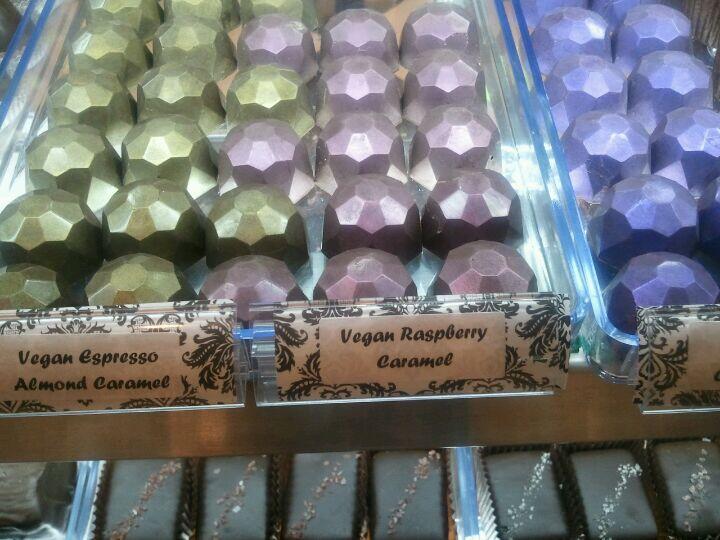 Vegan Espresso
Almond Caramel
Vegan Raspberry
Caramel